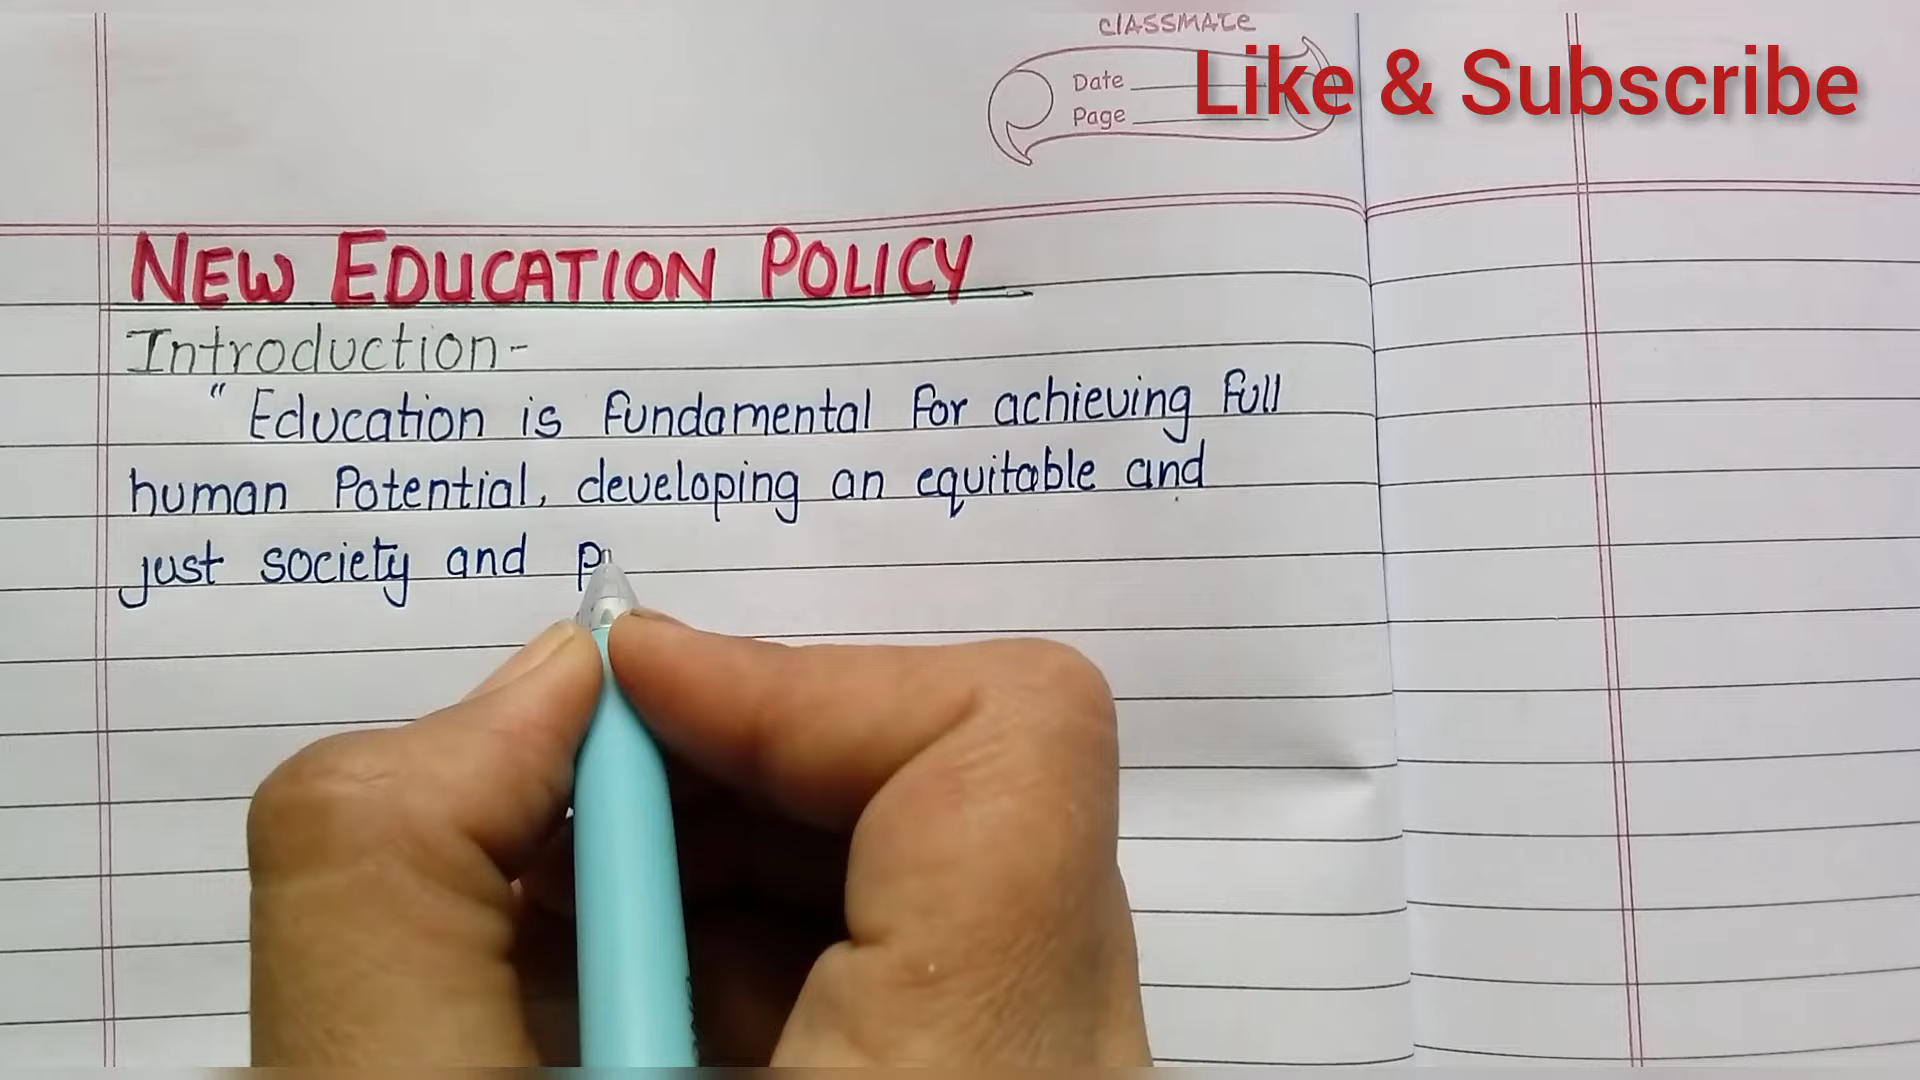 classmate
Date
Page
Like & Subscribe
NEW EDUCATION POLICY
Introduction-
" Education is fundamental for achieving full
human Potential, developing an equitable and
just society and p